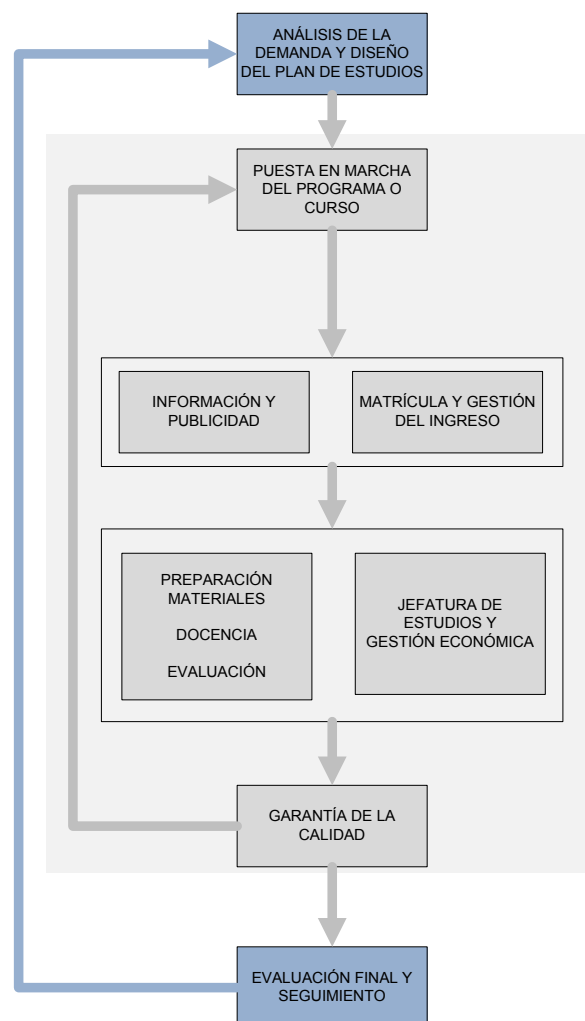 ANÁLISIS DE LA
DEMANDA Y DISEÑO
DEL PLAN DE ESTUDIOS
PUESTA EN MARCHA
DEL PROGRAMA O
CURSO
INFORMACIÓN Y
PUBLICIDAD
MATRÍCULA Y GESTIÓN
DEL INGRESO
PREPARACIÓN
MATERIALES
DOCENCIA
EVALUACIÓN
JEFATURA DE
ESTUDIOS Y
GESTIÓN ECONÓMICA
GARANTÍA DE LA
CALIDAD
EVALUACIÓN FINAL Y
SEGUIMIENTO